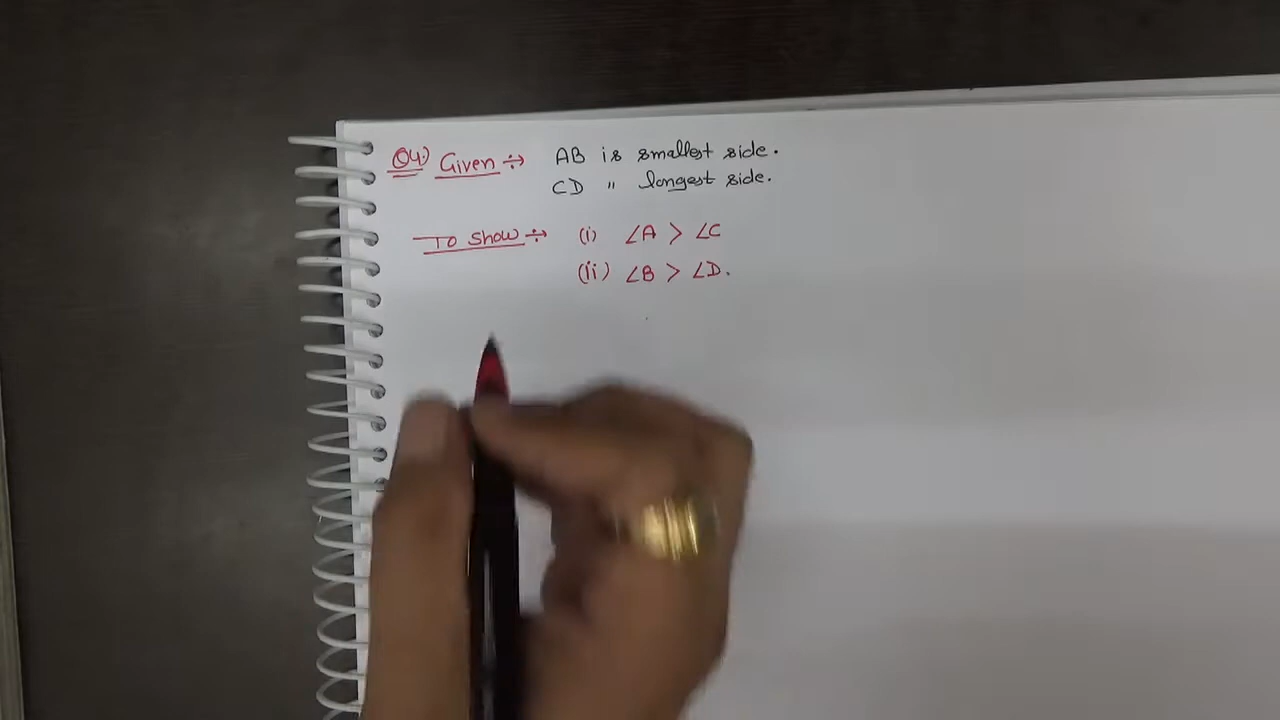 Q4.) Given ÷ AB is smallest side.
CD " longest side.
To show ÷ (i) ∠A > ∠C
(ii) ∠B > ∠D.